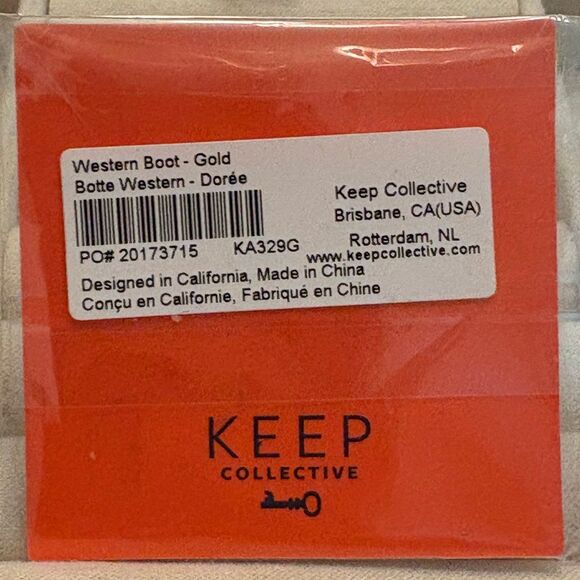 Western Boot - Gold
Botte Western - Dorée
PO# 20173715 KA329G
Keep Collective
Brisbane, CA(USA)
Rotterdam, NL
www.keepcollective.com
Designed in California, Made in China
Conçu en Californie, Fabriqué en Chine
KEEP
COLLECTIVE